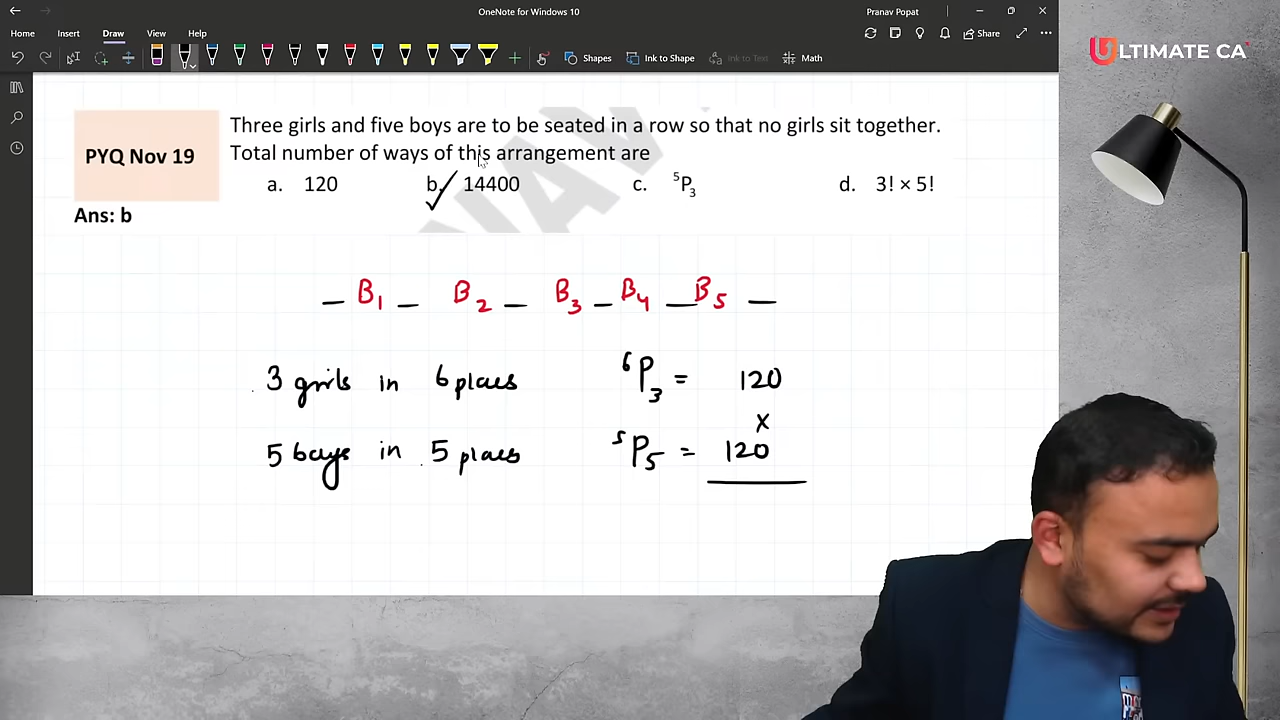 OneNote for Windows 10
Pranav Popat
Home Insert Draw View Help
Share
Shapes
Ink to Shape
Ink to Text
Math
ULTIMATE CA
PYQ Nov 19
Three girls and five boys are to be seated in a row so that no girls sit together.
Total number of ways of this arrangement are
a. 120 b. 14400 c. ⁵P₃ d. 3! × 5!
Ans: b
_ B₁ _ B₂ _ B₃ _ B₄ _ B₅ _
3 girls in 6 places ⁶P₃ = 120
x
5 boys in 5 places ⁵P₅ = 120